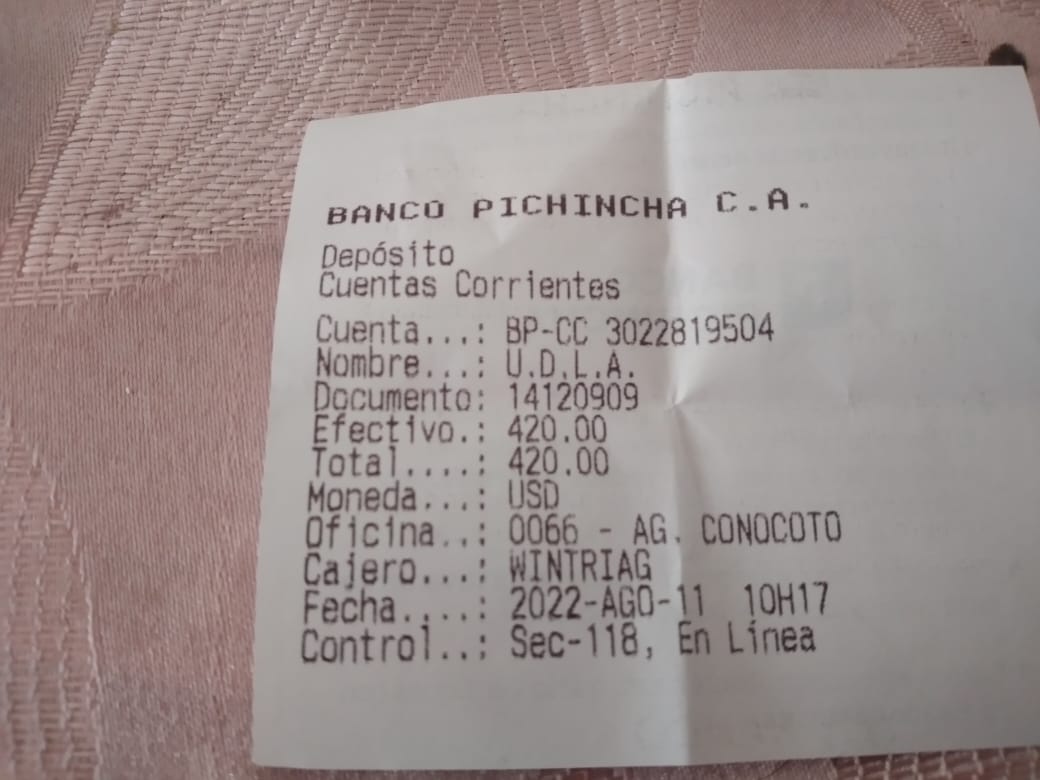 BANCO PICHINCHA C.A.
Depósito
Cuentas Corrientes
Cuenta...: BP-CC 3022819504
Nombre...: U.D.L.A.
Documento: 14120909
Efectivo.: 420.00
Total....: 420.00
Moneda...: USD
Oficina..: 0066 - AG. CONOCOTO
Cajero...: WINTRIAG
Fecha....: 2022-AGO-11 10H17
Control..: Sec-118, En Línea